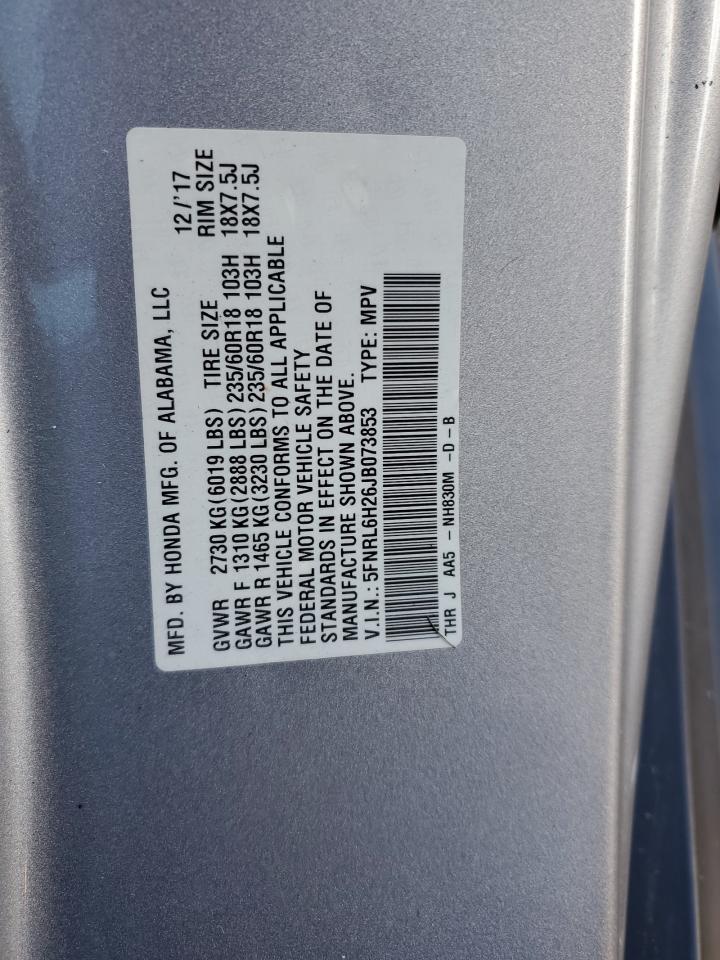 MFD. BY HONDA MFG. OF ALABAMA, LLC 12/'17
GVWR 2730 KG(6019 LBS) TIRE SIZE RIM SIZE
GAWR F 1310 KG(2888 LBS) 235/60R18 103H 18X7.5J
GAWR R 1465 KG(3230 LBS) 235/60R18 103H 18X7.5J
THIS VEHICLE CONFORMS TO ALL APPLICABLE
FEDERAL MOTOR VEHICLE SAFETY
STANDARDS IN EFFECT ON THE DATE OF
MANUFACTURE SHOWN ABOVE.
V.I.N.: 5FNRL6H26JB073853 TYPE: MPV
THR J AA5 - NH830M -D - B